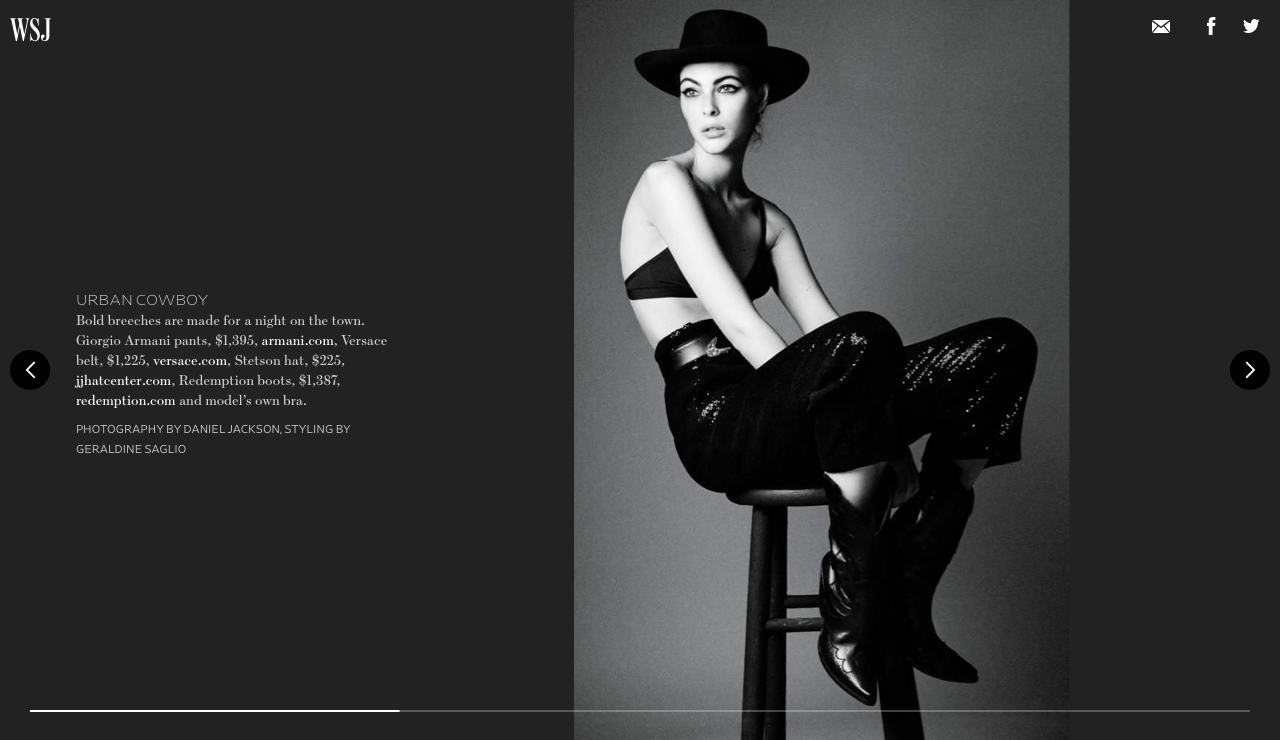 WSJ
URBAN COWBOY
Bold breeches are made for a night on the town.
Giorgio Armani pants, $1,395, armani.com, Versace
belt, $1,225, versace.com, Stetson hat, $225,
jjhatcenter.com, Redemption boots, $1,387,
redemption.com and model’s own bra.
PHOTOGRAPHY BY DANIEL JACKSON, STYLING BY
GERALDINE SAGLIO